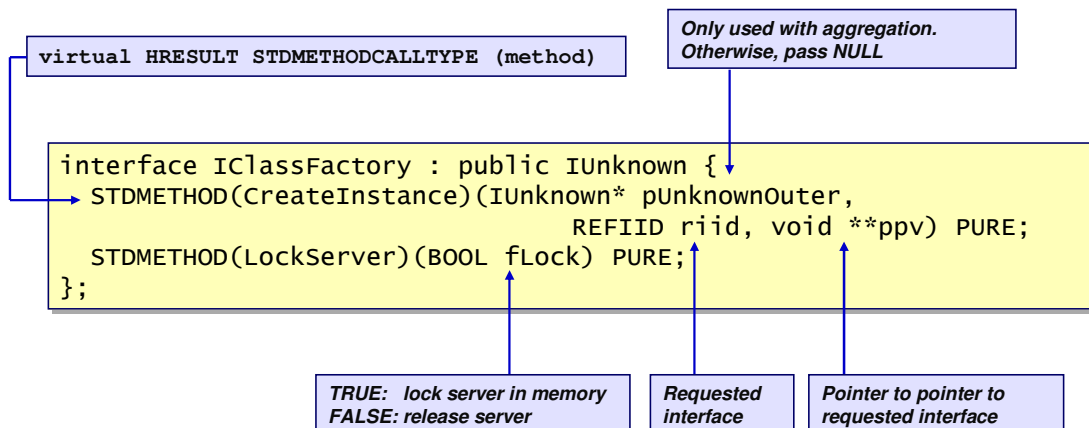 Only used with aggregation.
Otherwise, pass NULL
virtual HRESULT STDMETHODCALLTYPE (method)
interface IClassFactory : public IUnknown {
STDMETHOD(CreateInstance)(IUnknown* pUnknownOuter,
REFIID riid, void **ppv) PURE;
STDMETHOD(LockServer)(BOOL fLock) PURE;
};
TRUE: lock server in memory
FALSE: release server
Requested
interface
Pointer to pointer to
requested interface